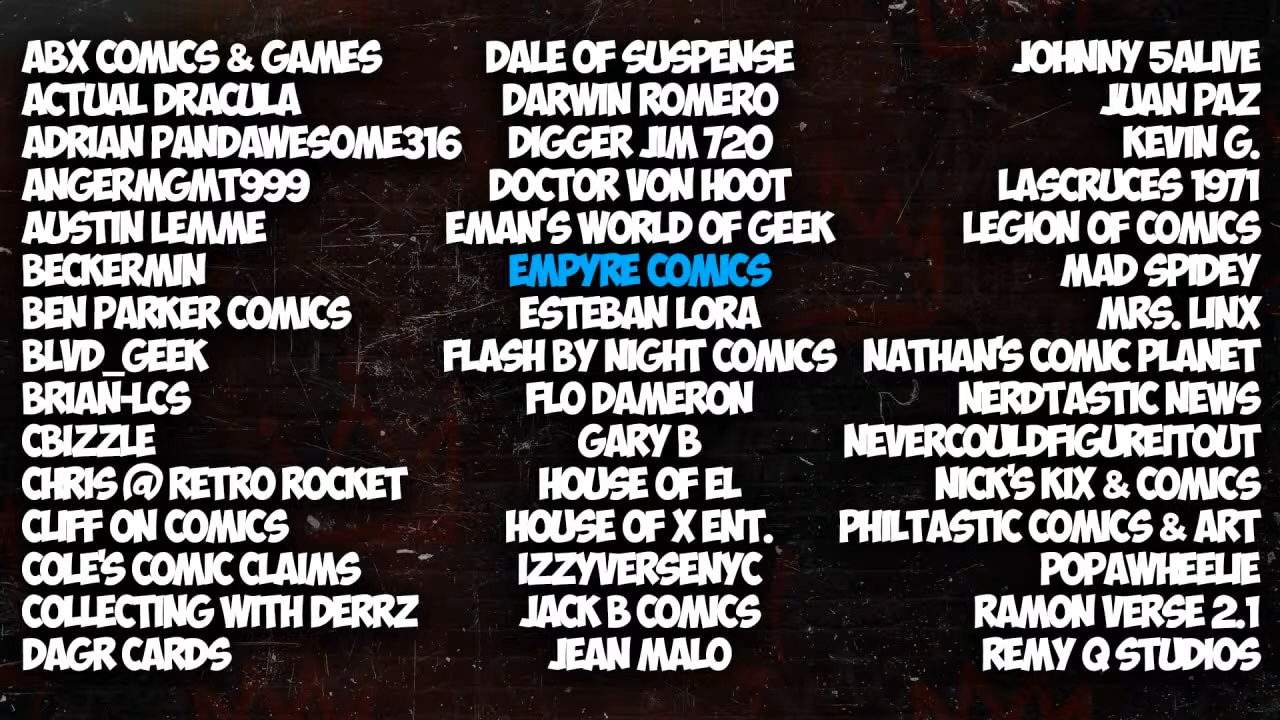 ABX COMICS & GAMES
ACTUAL DRACULA
ADRIAN PANDAWESOME316
ANGERMGMT999
AUSTIN LEMME
BECKERMIN
BEN PARKER COMICS
BLVD_GEEK
BRIAN-LCS
CBIZZLE
CHRIS @ RETRO ROCKET
CLIFF ON COMICS
COLE'S COMIC CLAIMS
COLLECTING WITH DERRZ
DAGR CARDS
DALE OF SUSPENSE
DARWIN ROMERO
DIGGER JIM 720
DOCTOR VON HOOT
EMAN'S WORLD OF GEEK
EMPYRE COMICS
ESTEBAN LORA
FLASH BY NIGHT COMICS
FLO DAMERON
GARY B
HOUSE OF EL
HOUSE OF X ENT.
IZZYVERSENYC
JACK B COMICS
JEAN MALO
JOHNNY 5ALIVE
JUAN PAZ
KEVIN G.
LASCRUCES 1971
LEGION OF COMICS
MAD SPIDEY
MRS. LINX
NATHAN'S COMIC PLANET
NERDTASTIC NEWS
NEVERCOULDFIGUREITOUT
NICK'S KIX & COMICS
PHILTASTIC COMICS & ART
POPAWHEELIE
RAMON VERSE 2.1
REMY Q STUDIOS